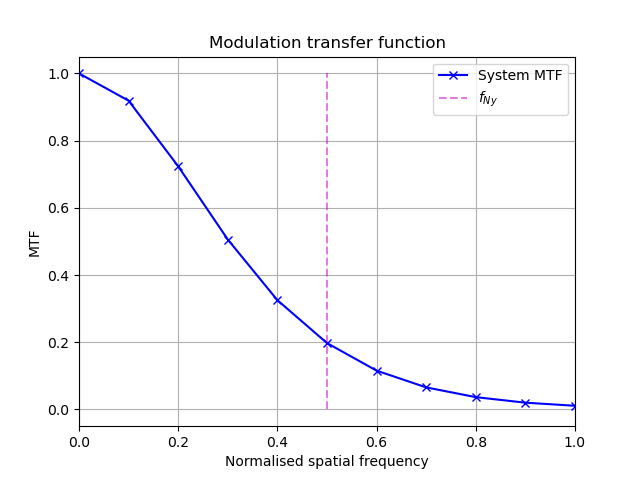 Modulation transfer function
System MTF
f_Ny
MTF
1.0
0.8
0.6
0.4
0.2
0.0
0.0 0.2 0.4 0.6 0.8 1.0
Normalised spatial frequency